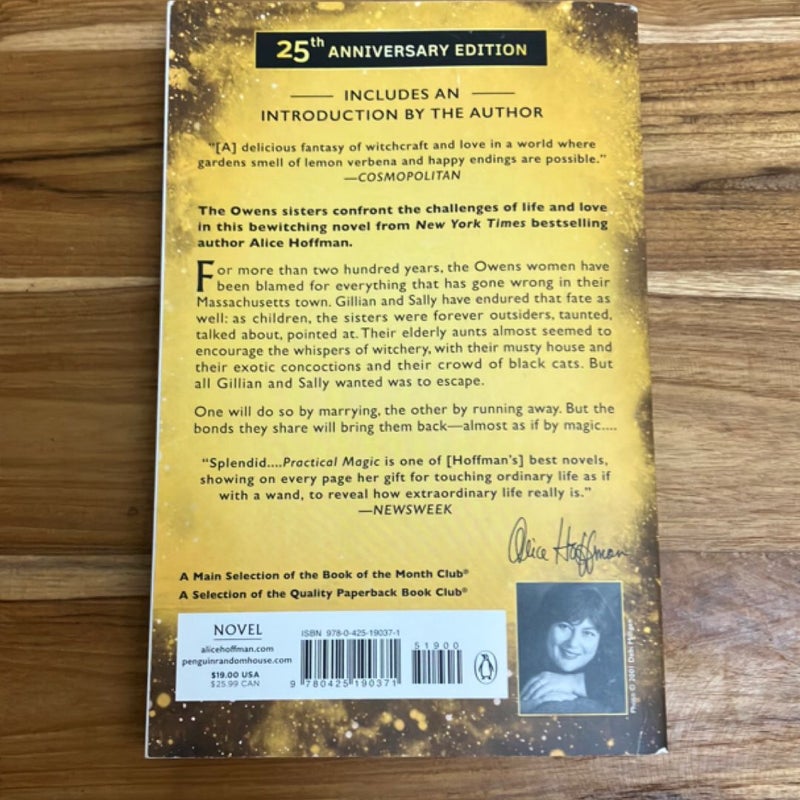 25th ANNIVERSARY EDITION
INCLUDES AN
INTRODUCTION BY THE AUTHOR
"[A] delicious fantasy of witchcraft and love in a world where
gardens smell of lemon verbena and happy endings are possible."
—COSMOPOLITAN
The Owens sisters confront the challenges of life and love
in this bewitching novel from New York Times bestselling
author Alice Hoffman.
For more than two hundred years, the Owens women have
been blamed for everything that has gone wrong in their
Massachusetts town. Gillian and Sally have endured that fate as
well: as children, the sisters were forever outsiders, taunted,
talked about, pointed at. Their elderly aunts almost seemed to
encourage the whispers of witchery, with their musty house and
their exotic concoctions and their crowd of black cats. But
all Gillian and Sally wanted was to escape.
One will do so by marrying, the other by running away. But the
bonds they share will bring them back—almost as if by magic....
"Splendid....Practical Magic is one of [Hoffman's] best novels,
showing on every page her gift for touching ordinary life as if
with a wand, to reveal how extraordinary life really is."
—NEWSWEEK
Alice Hoffman
A Main Selection of the Book of the Month Club®
A Selection of the Quality Paperback Book Club®
NOVEL
alicehoffman.com
penguinrandomhouse.com
$19.00 USA
$25.99 CAN
ISBN 978-0-425-19037-1
51900
9 780425 190371
Photo © 2001 Debi